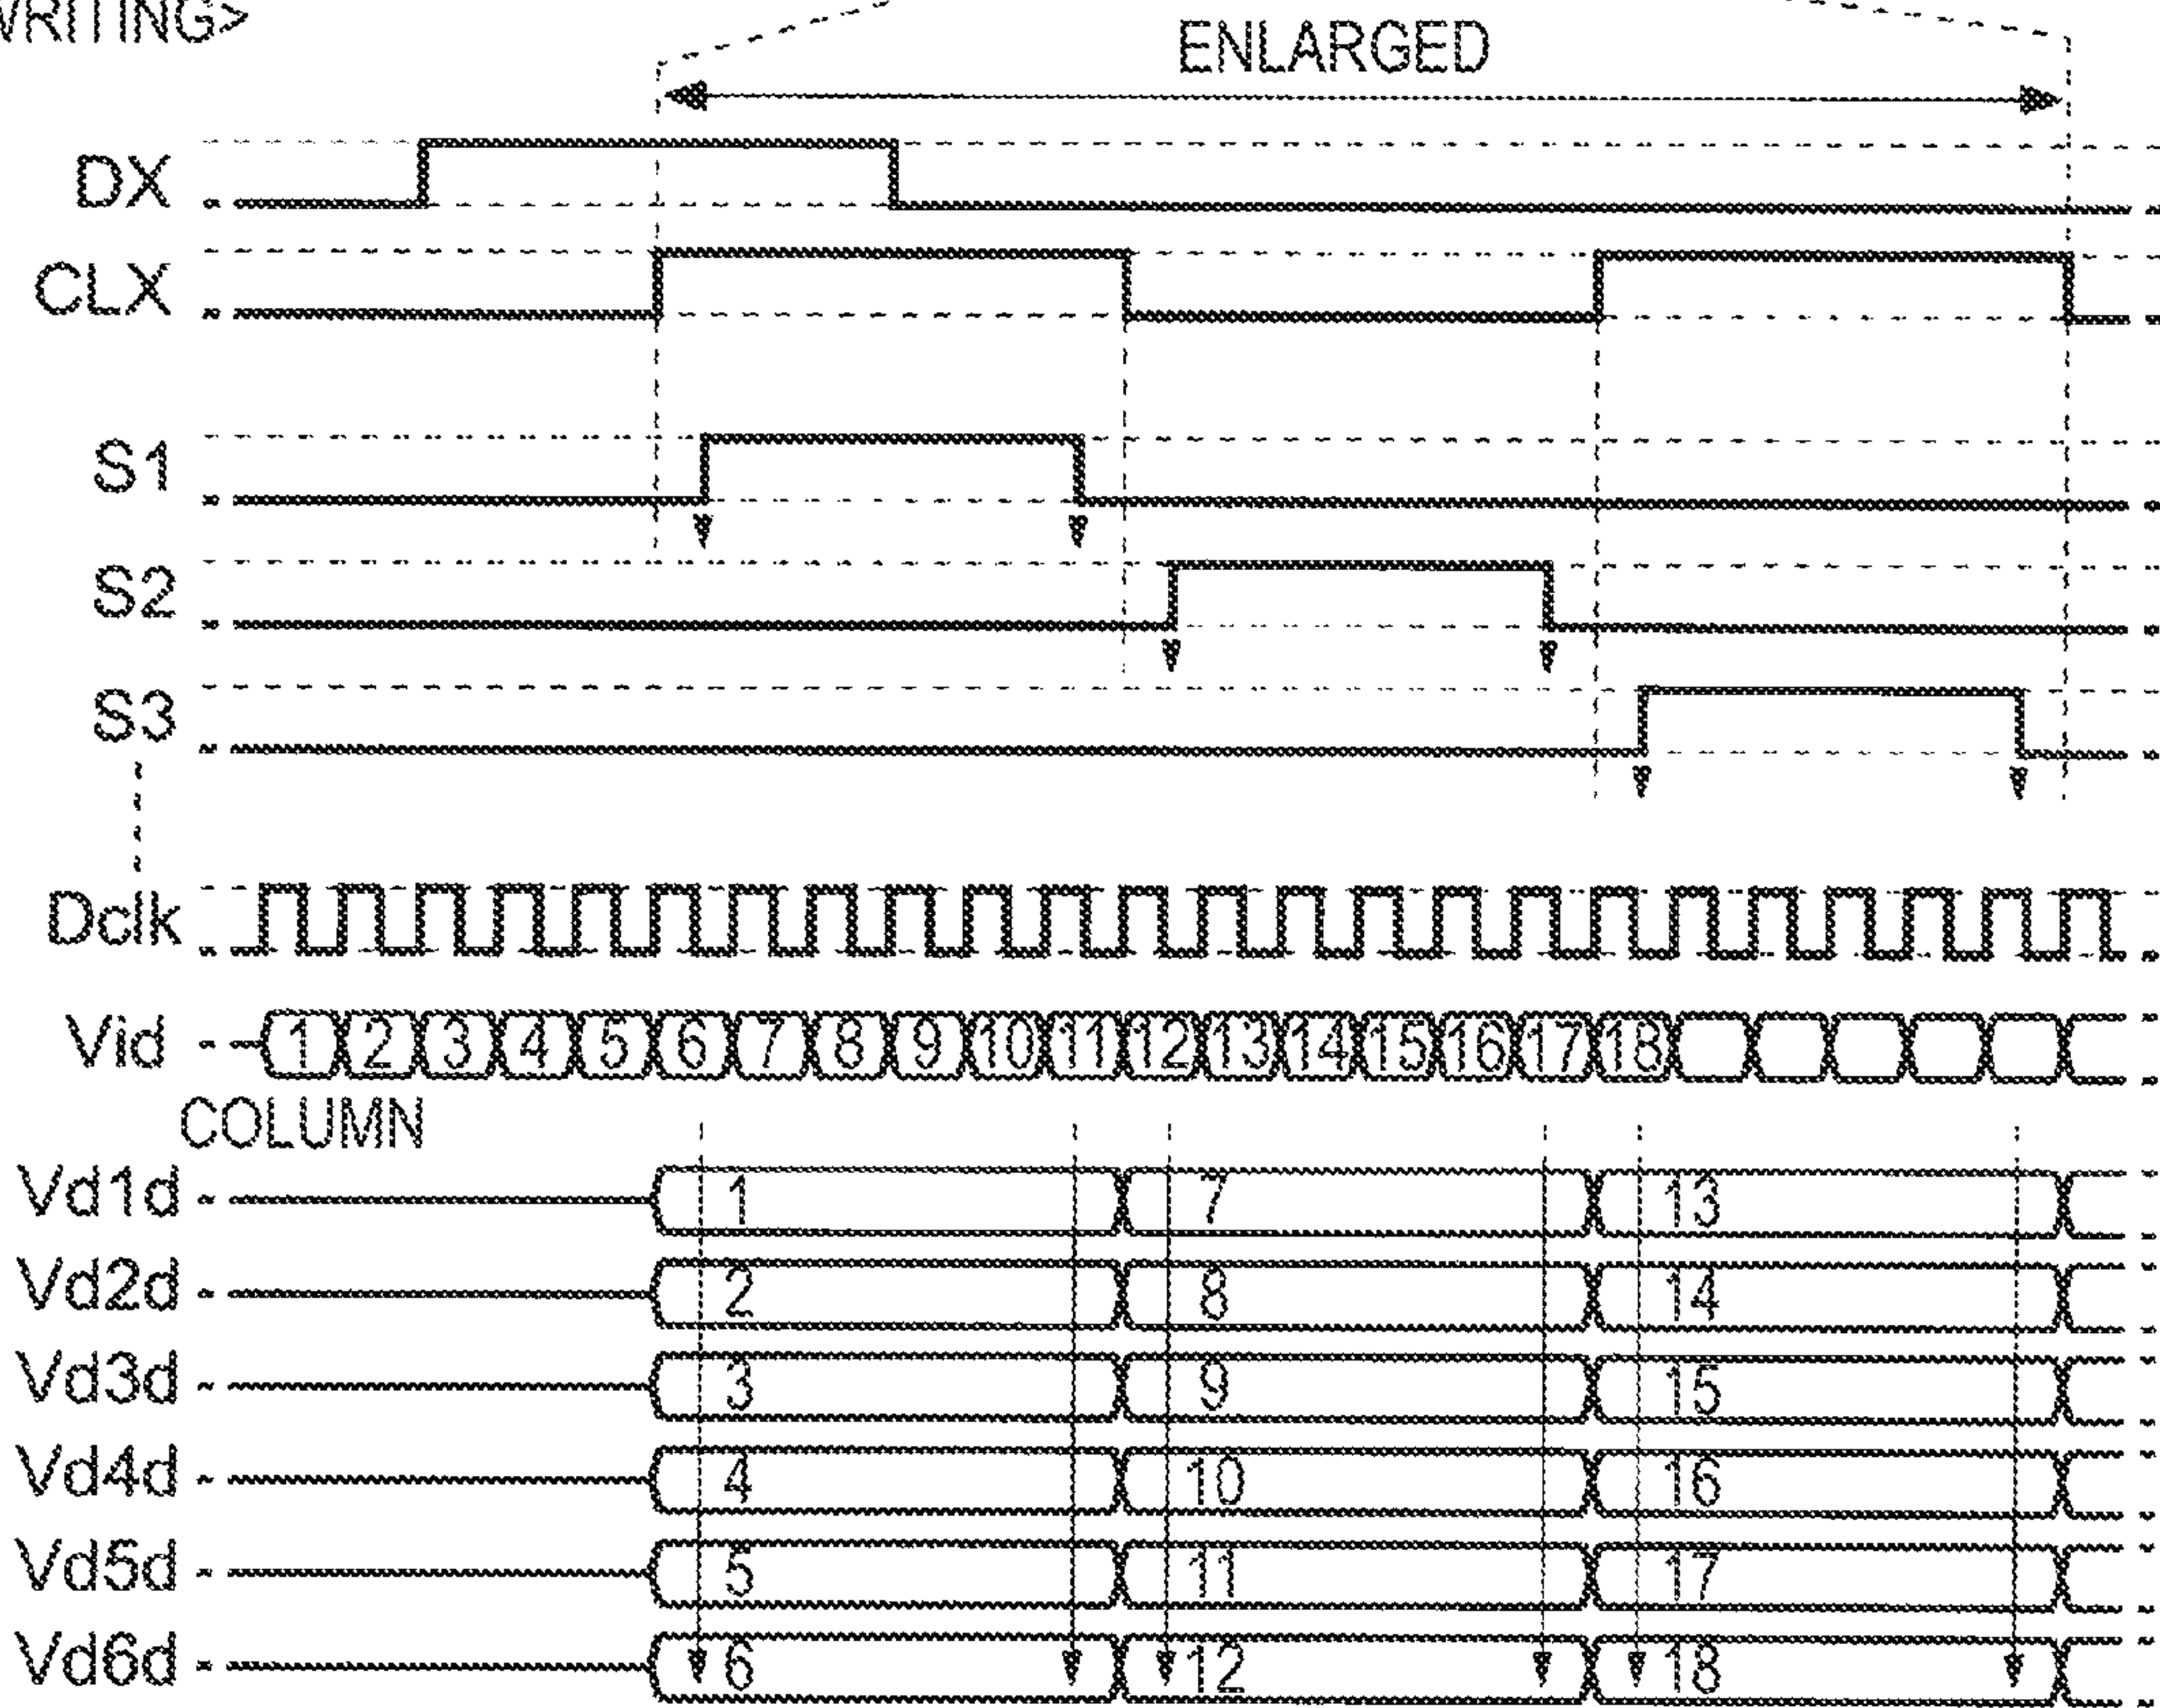 WRITING>
ENLARGED
DX
CLX
S1
S2
S3
Dclk
Vid 1 2 3 4 5 6 7 8 9 10 11 12 13 14 15 16 17 18
COLUMN
Vd1d 1 7 13
Vd2d 2 8 14
Vd3d 3 9 15
Vd4d 4 10 16
Vd5d 5 11 17
Vd6d 6 12 18